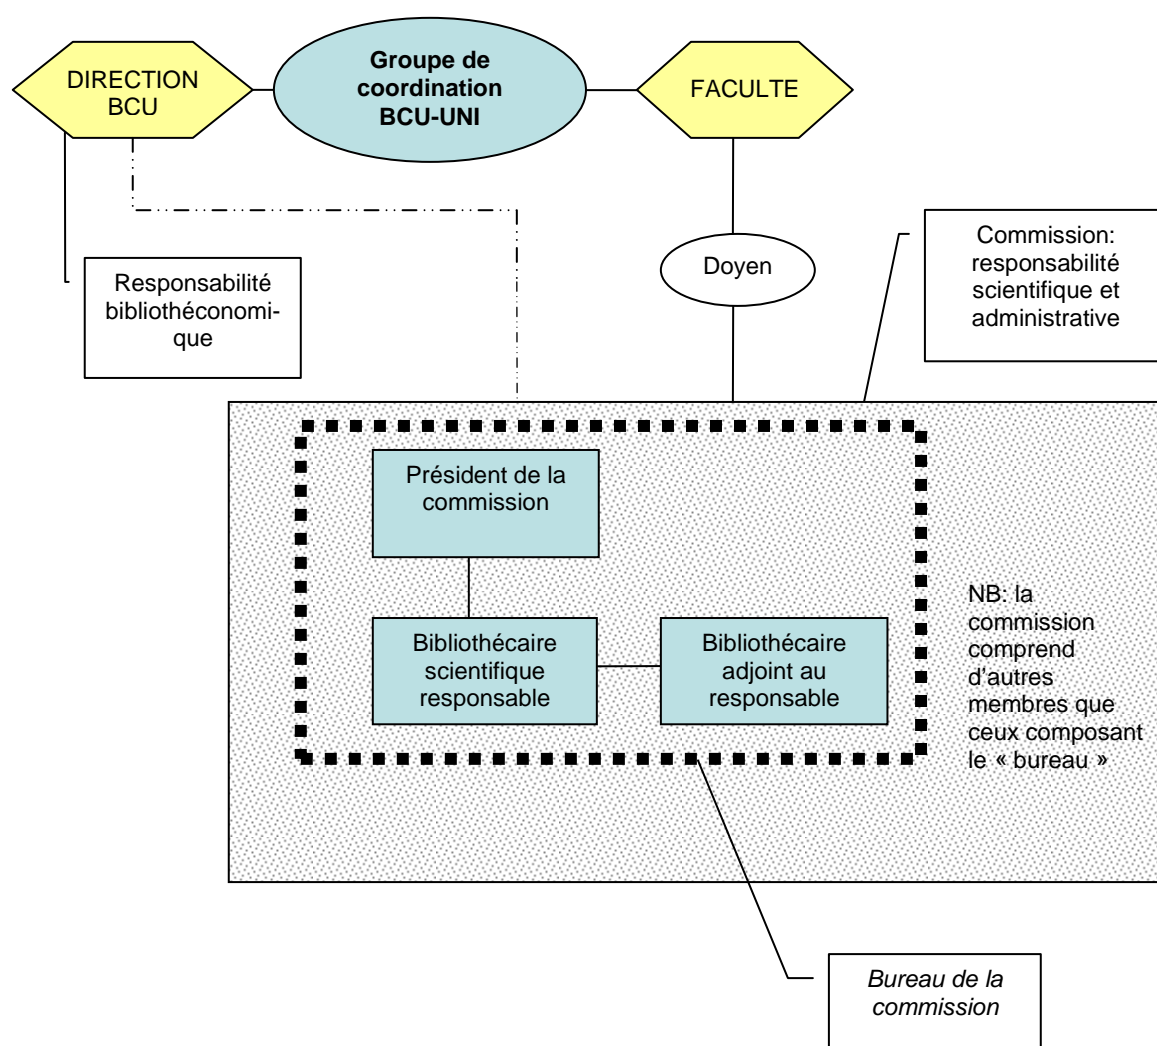 DIRECTION
BCU
Groupe de
coordination
BCU-UNI
FACULTE
Responsabilité
bibliothéconomi-
que
Doyen
Commission:
responsabilité
scientifique et
administrative
Président de la
commission
Bibliothécaire
scientifique
responsable
Bibliothécaire
adjoint au
responsable
NB: la
commission
comprend
d’autres
membres que
ceux composant
le « bureau »
Bureau de la
commission